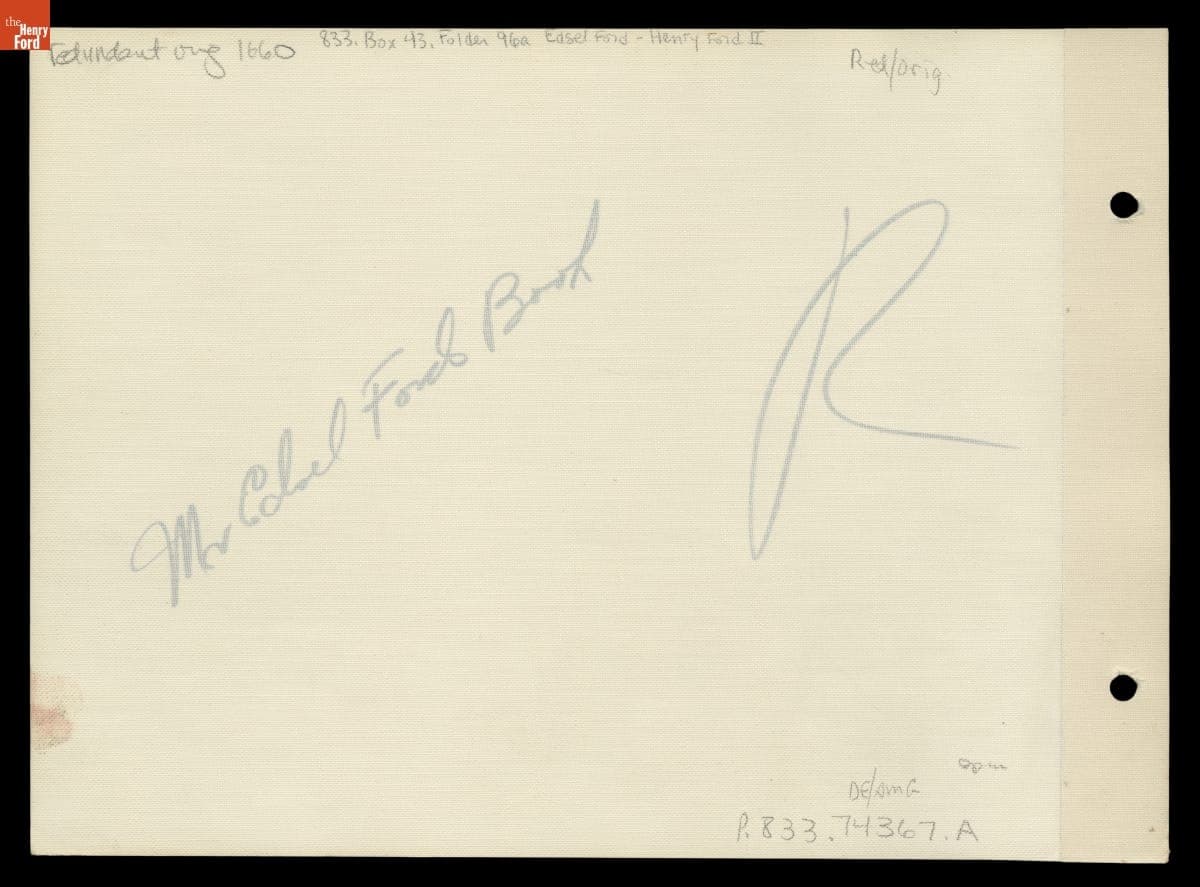 the Henry Ford
redundant orig 1660
833. Box 43, Folder 96a Edsel Ford - Henry Ford II
Red/orig.
Mr Edsel Ford Book
R
DE/AMG
P.833.74367.A